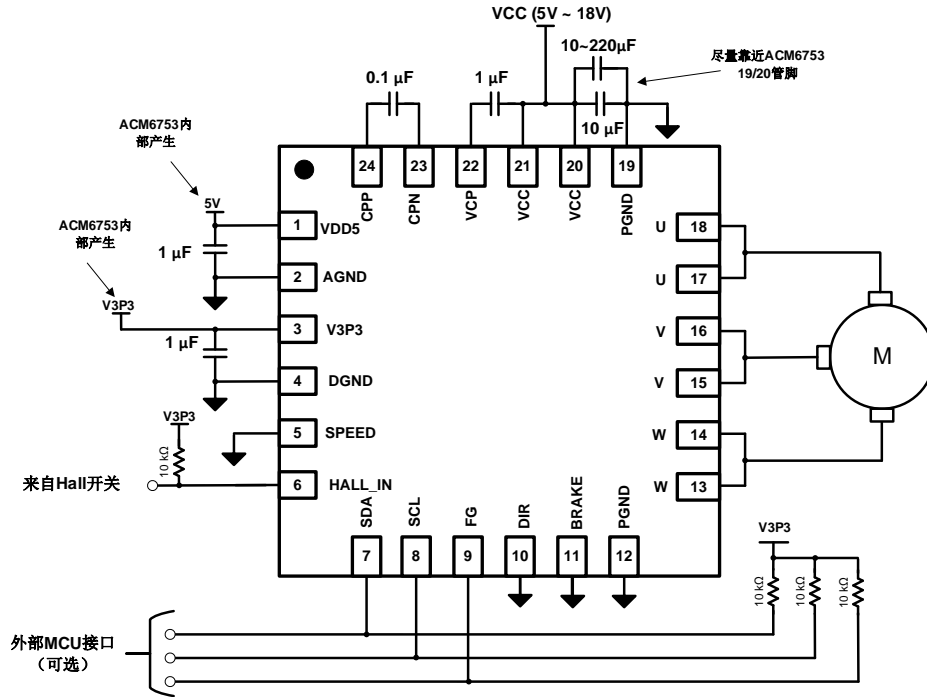 VCC (5V ~ 18V)
10~220μF
尽量靠近ACM6753
19/20管脚
0.1 μF
1 μF
10 μF
ACM6753内
部产生
24
23
22
21
20
19
CPP
CPN
VCP
VCC
VCC
PGND
5V
1
VDD5
U
18
ACM6753内
部产生
1 μF
2
AGND
U
17
V3P3
3
V3P3
V
16
1 μF
M
4
DGND
V
15
V3P3
5
SPEED
W
14
10 kΩ
来自Hall开关
6
HALL_IN
W
13
SDA
SCL
FG
DIR
BRAKE
PGND
7
8
9
10
11
12
V3P3
10 kΩ
10 kΩ
10 kΩ
外部MCU接口
（可选）